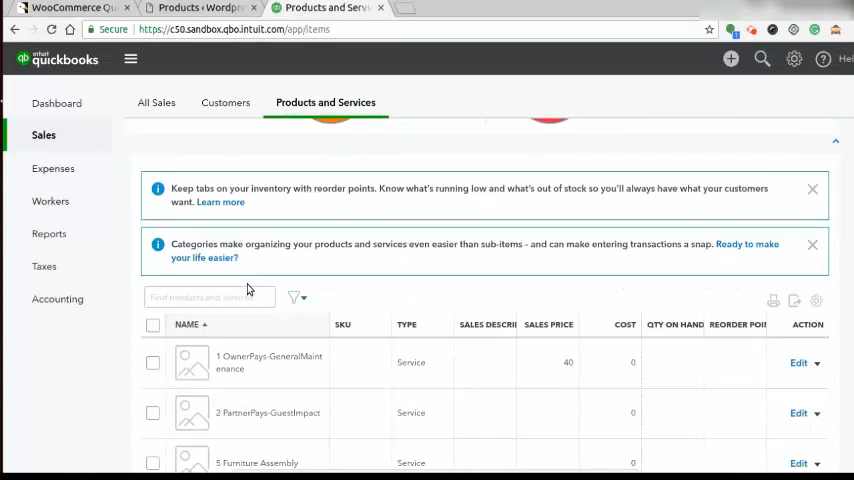 WooCommerce Qu
Products ‹ Wordpr
Products and Servi
Secure
https://c50.sandbox.qbo.intuit.com/app/items
intuit
quickbooks
Hel
Dashboard
Sales
Expenses
Workers
Reports
Taxes
Accounting
All Sales
Customers
Products and Services
Keep tabs on your inventory with reorder points. Know what's running low and what's out of stock so you'll always have what your customers
want. Learn more
Categories make organizing your products and services even easier than sub-items – and can make entering transactions a snap. Ready to make
your life easier?
Find products and services
NAME SKU TYPE SALES DESCRI SALES PRICE COST QTY ON HAND REORDER POI ACTION
1 OwnerPays-GeneralMaint
enance
Service 40 0 Edit
2 PartnerPays-GuestImpact Service 0 Edit
5 Furniture Assembly Service 0 Edit